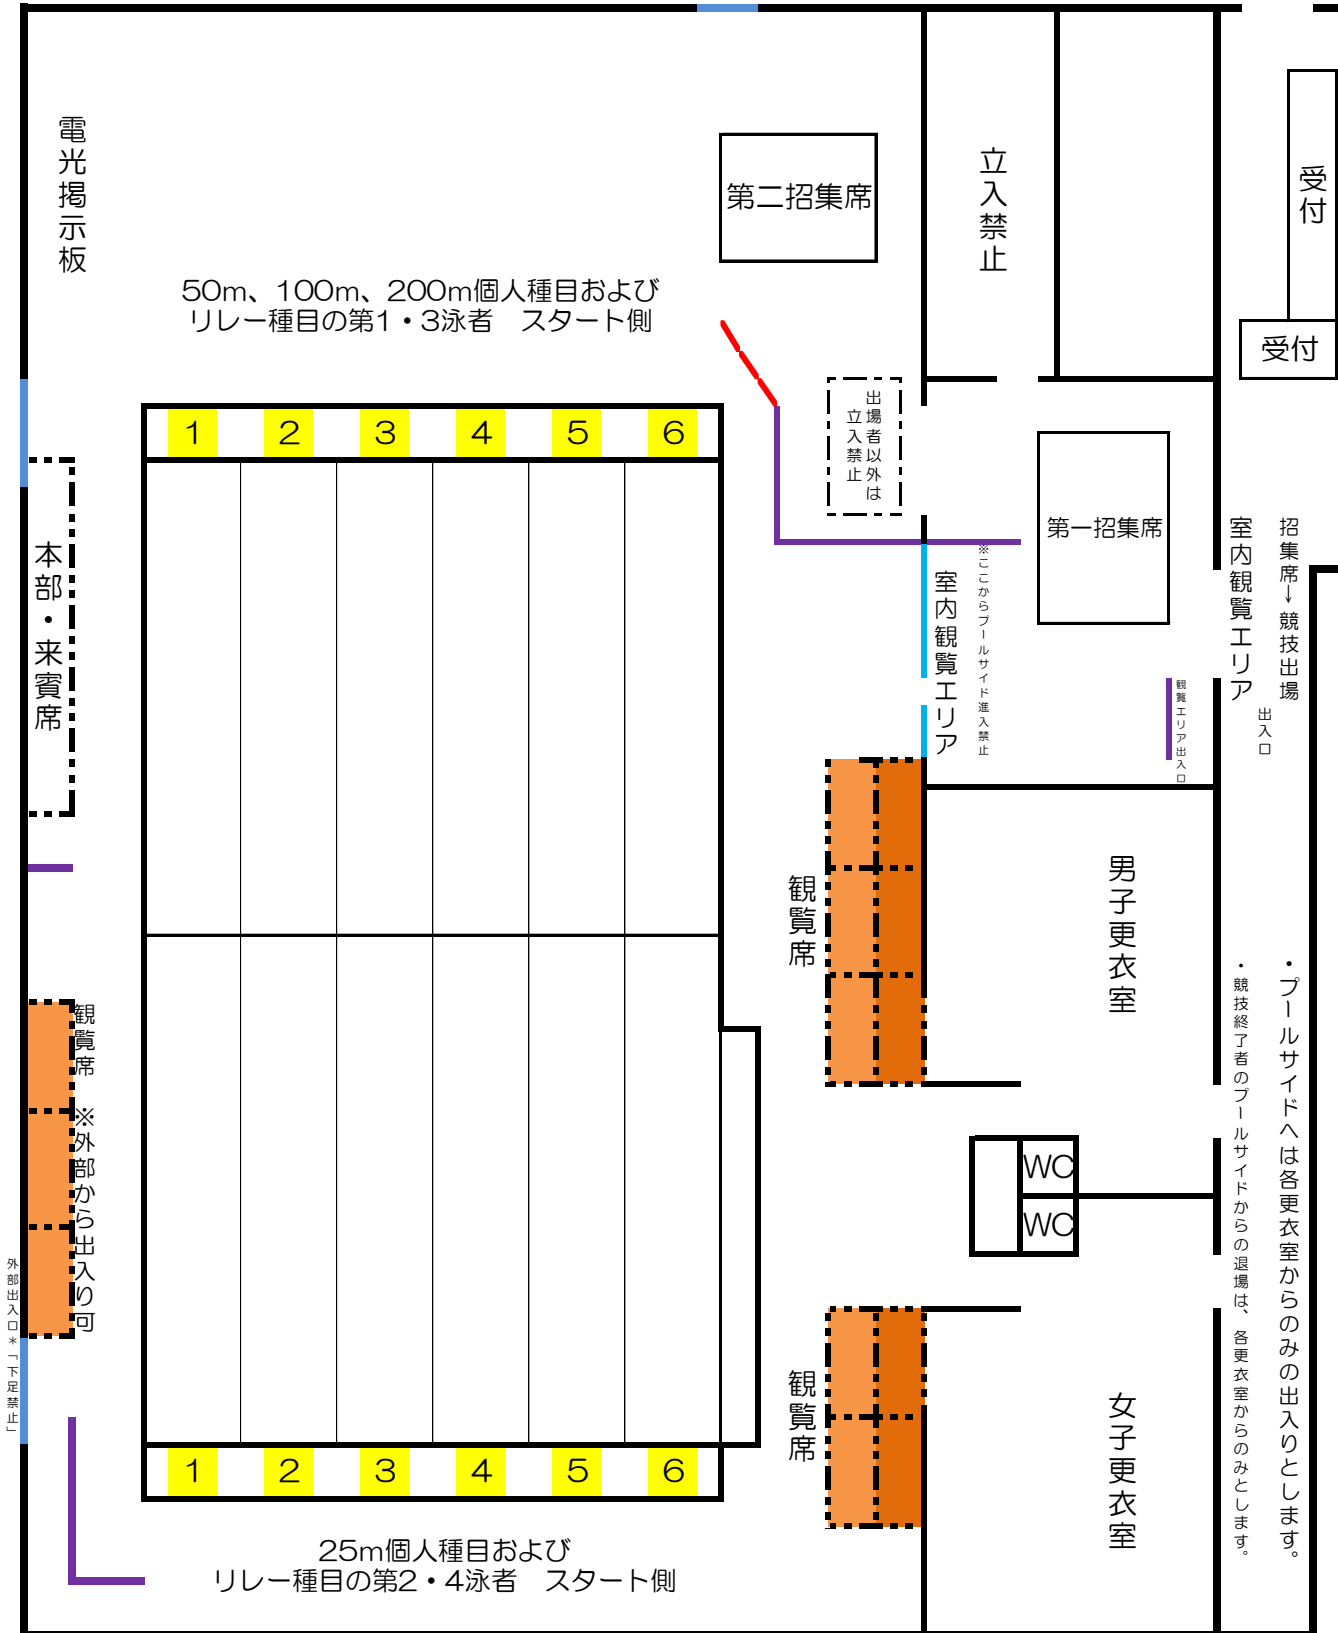 電光掲示板
第二招集席
立入禁止
受付
受付
50m、100m、200m個人種目および
リレー種目の第1・3泳者　スタート側
出場者以外は
立入禁止
1 2 3 4 5 6
第一招集席
本部・来賓席
室内観覧エリア
※ここからプールサイド進入禁止
観覧エリア出入口
室内観覧エリア
招集席→競技出場
出入口
観覧席
男子更衣室
・プールサイドへは各更衣室からのみの出入りとします。
・競技終了者のプールサイドからの退場は、各更衣室からのみとします。
観覧席　※外部から出入り可
外部出入口＊「下足禁止」
WC
WC
観覧席
女子更衣室
1 2 3 4 5 6
25m個人種目および
リレー種目の第2・4泳者　スタート側